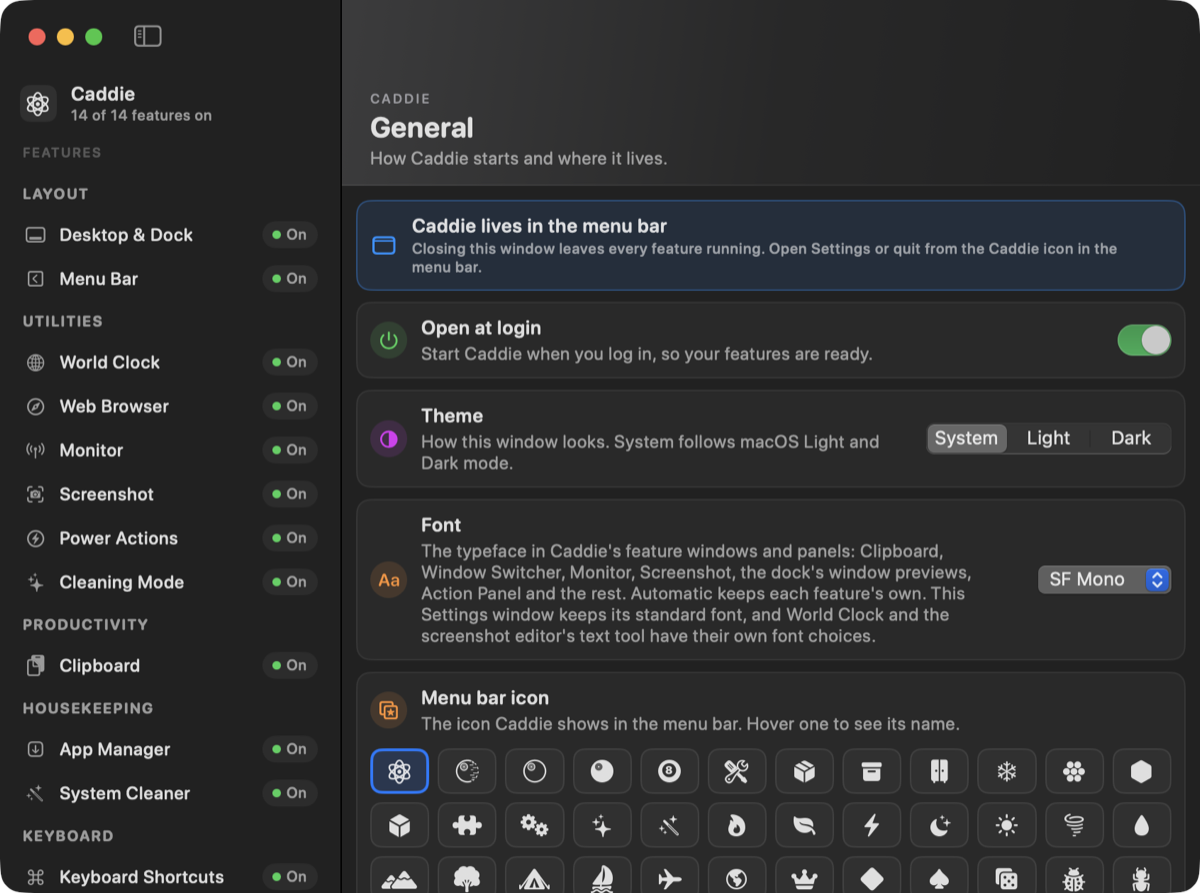 Caddie
14 of 14 features on
FEATURES
LAYOUT
Desktop & Dock
On
Menu Bar
On
UTILITIES
World Clock
On
Web Browser
On
Monitor
On
Screenshot
On
Power Actions
On
Cleaning Mode
On
PRODUCTIVITY
Clipboard
On
HOUSEKEEPING
App Manager
On
System Cleaner
On
KEYBOARD
Keyboard Shortcuts
On
CADDIE
General
How Caddie starts and where it lives.
Caddie lives in the menu bar
Closing this window leaves every feature running. Open Settings or quit from the Caddie icon in the
menu bar.
Open at login
Start Caddie when you log in, so your features are ready.
Theme
How this window looks. System follows macOS Light and
Dark mode.
System
Light
Dark
Aa
Font
The typeface in Caddie's feature windows and panels: Clipboard,
Window Switcher, Monitor, Screenshot, the dock's window previews,
Action Panel and the rest. Automatic keeps each feature's own. This
Settings window keeps its standard font, and World Clock and the
screenshot editor's text tool have their own font choices.
SF Mono
Menu bar icon
The icon Caddie shows in the menu bar. Hover one to see its name.
8